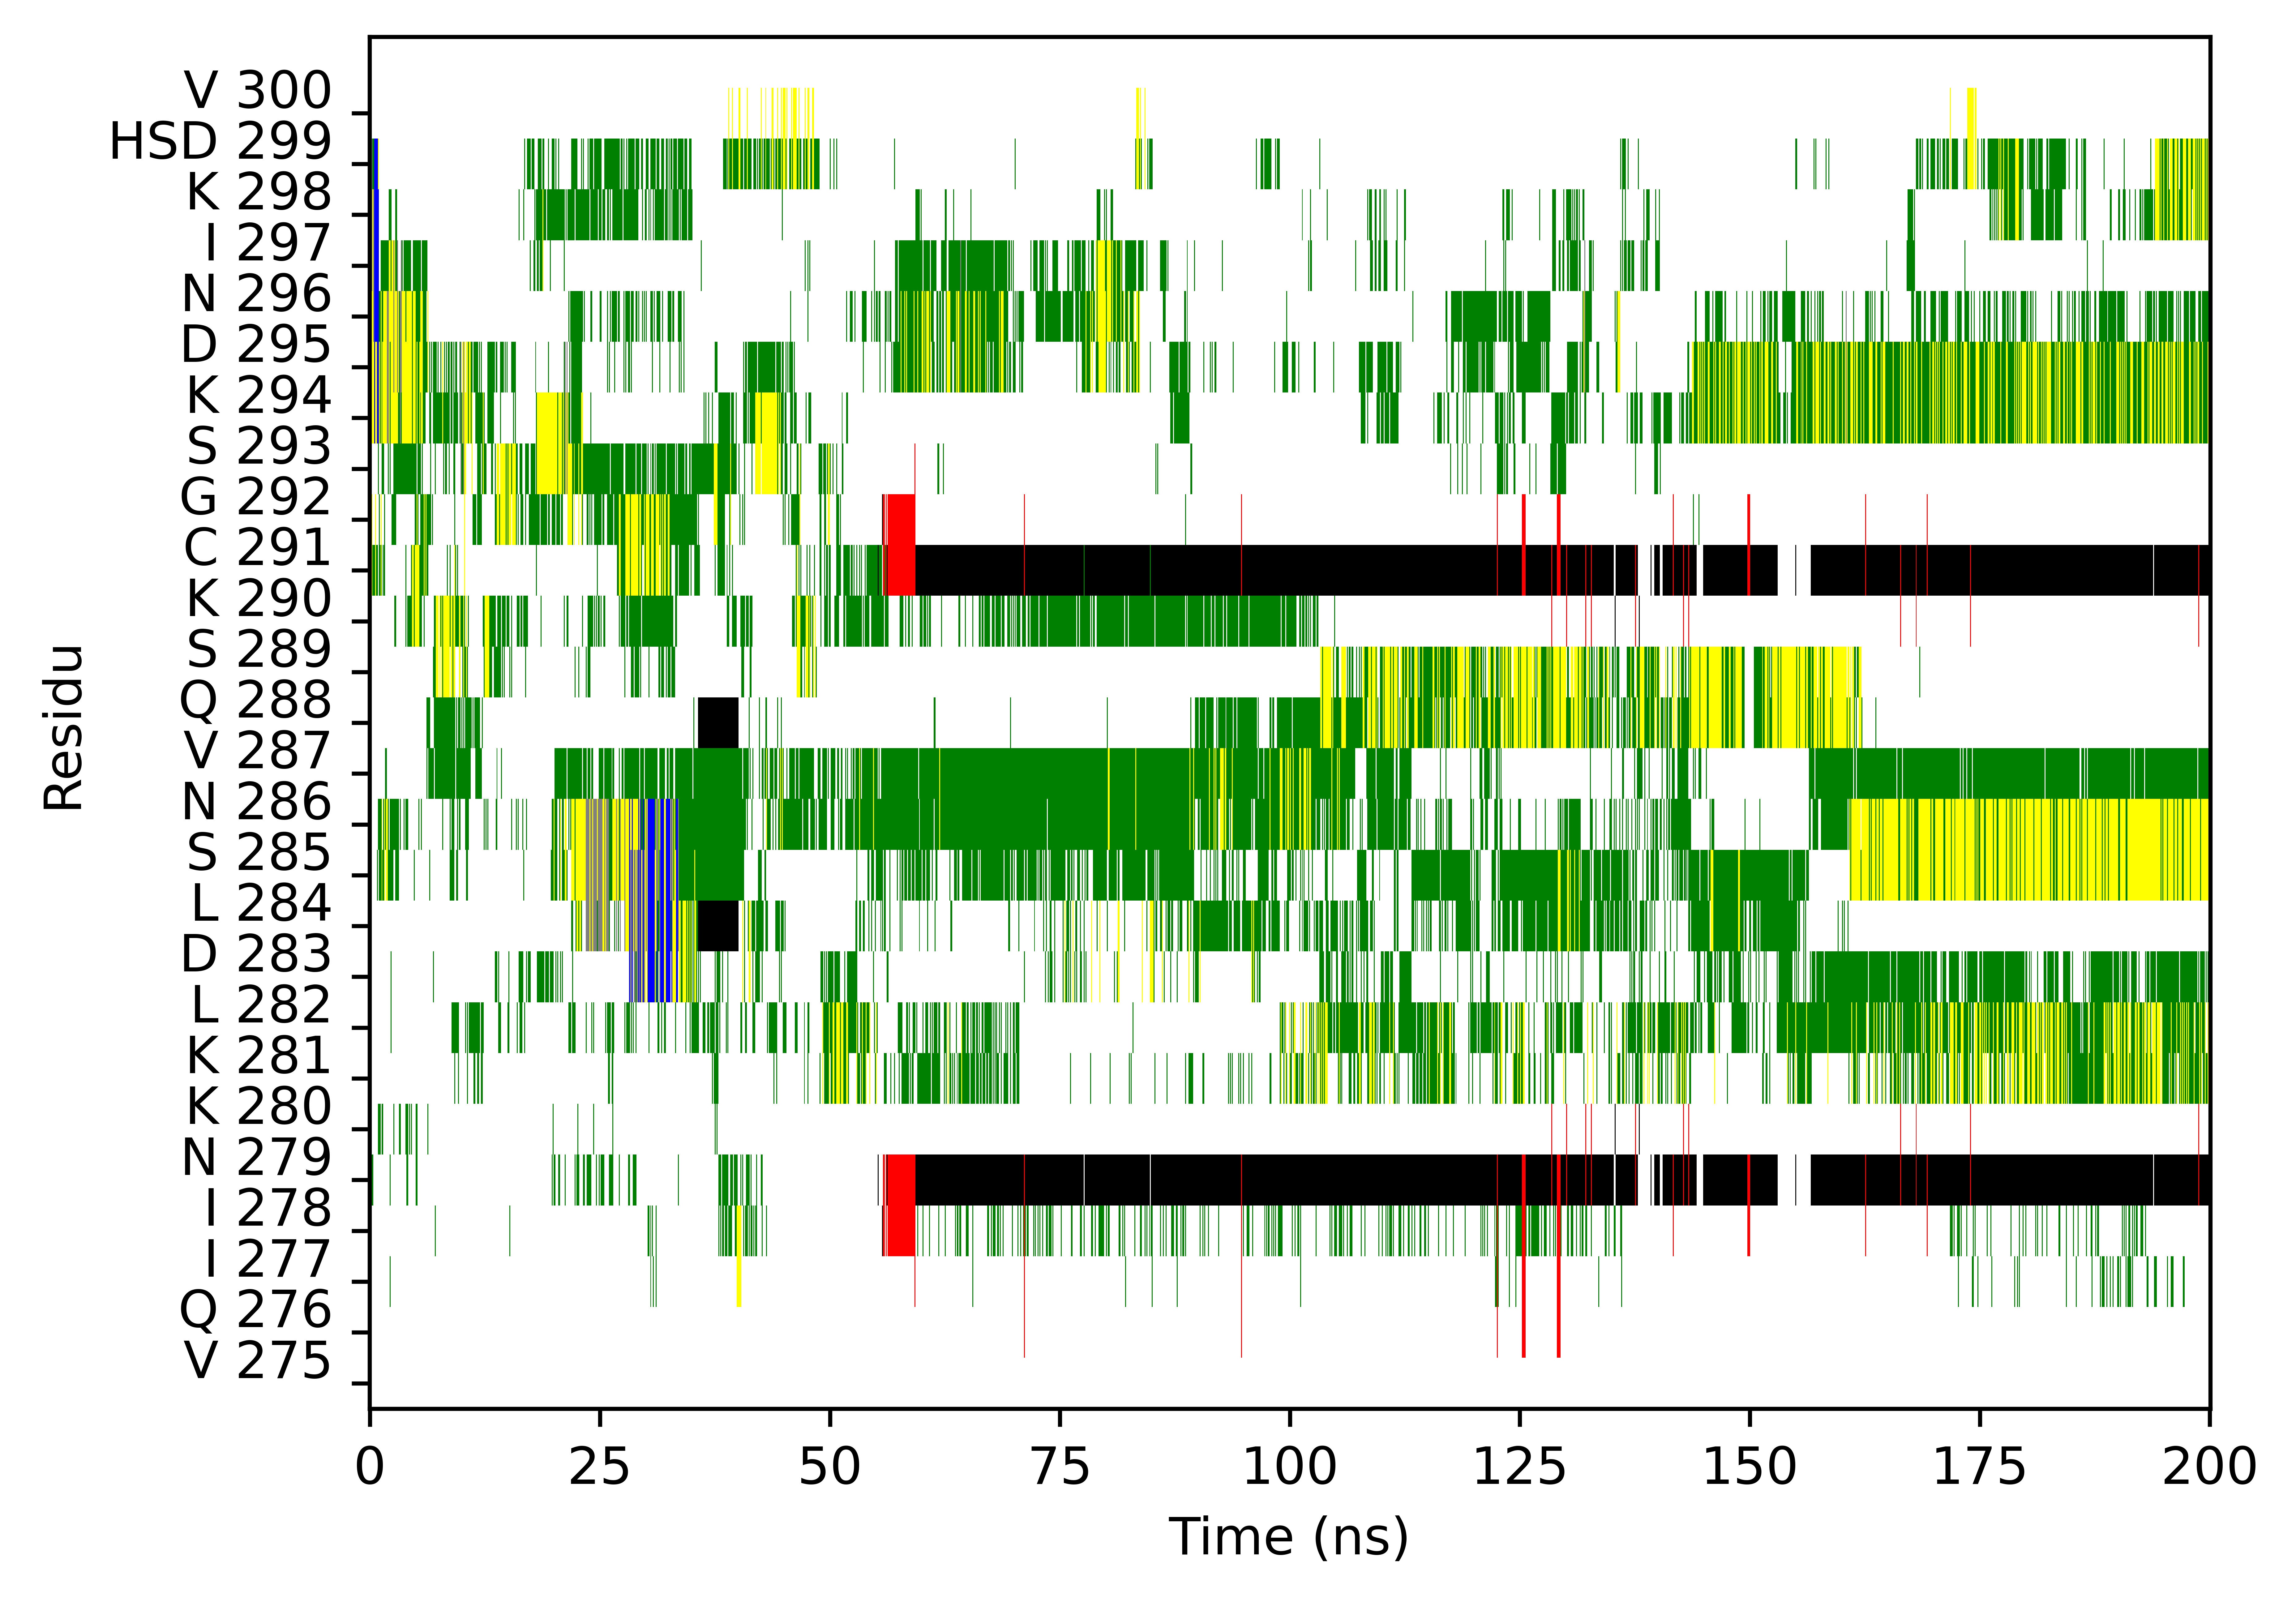 V 300
HSD 299
K 298
I 297
N 296
D 295
K 294
S 293
G 292
C 291
K 290
S 289
Q 288
V 287
N 286
S 285
L 284
D 283
L 282
K 281
K 280
N 279
I 278
I 277
Q 276
V 275
Residu
0 25 50 75 100 125 150 175 200
Time (ns)